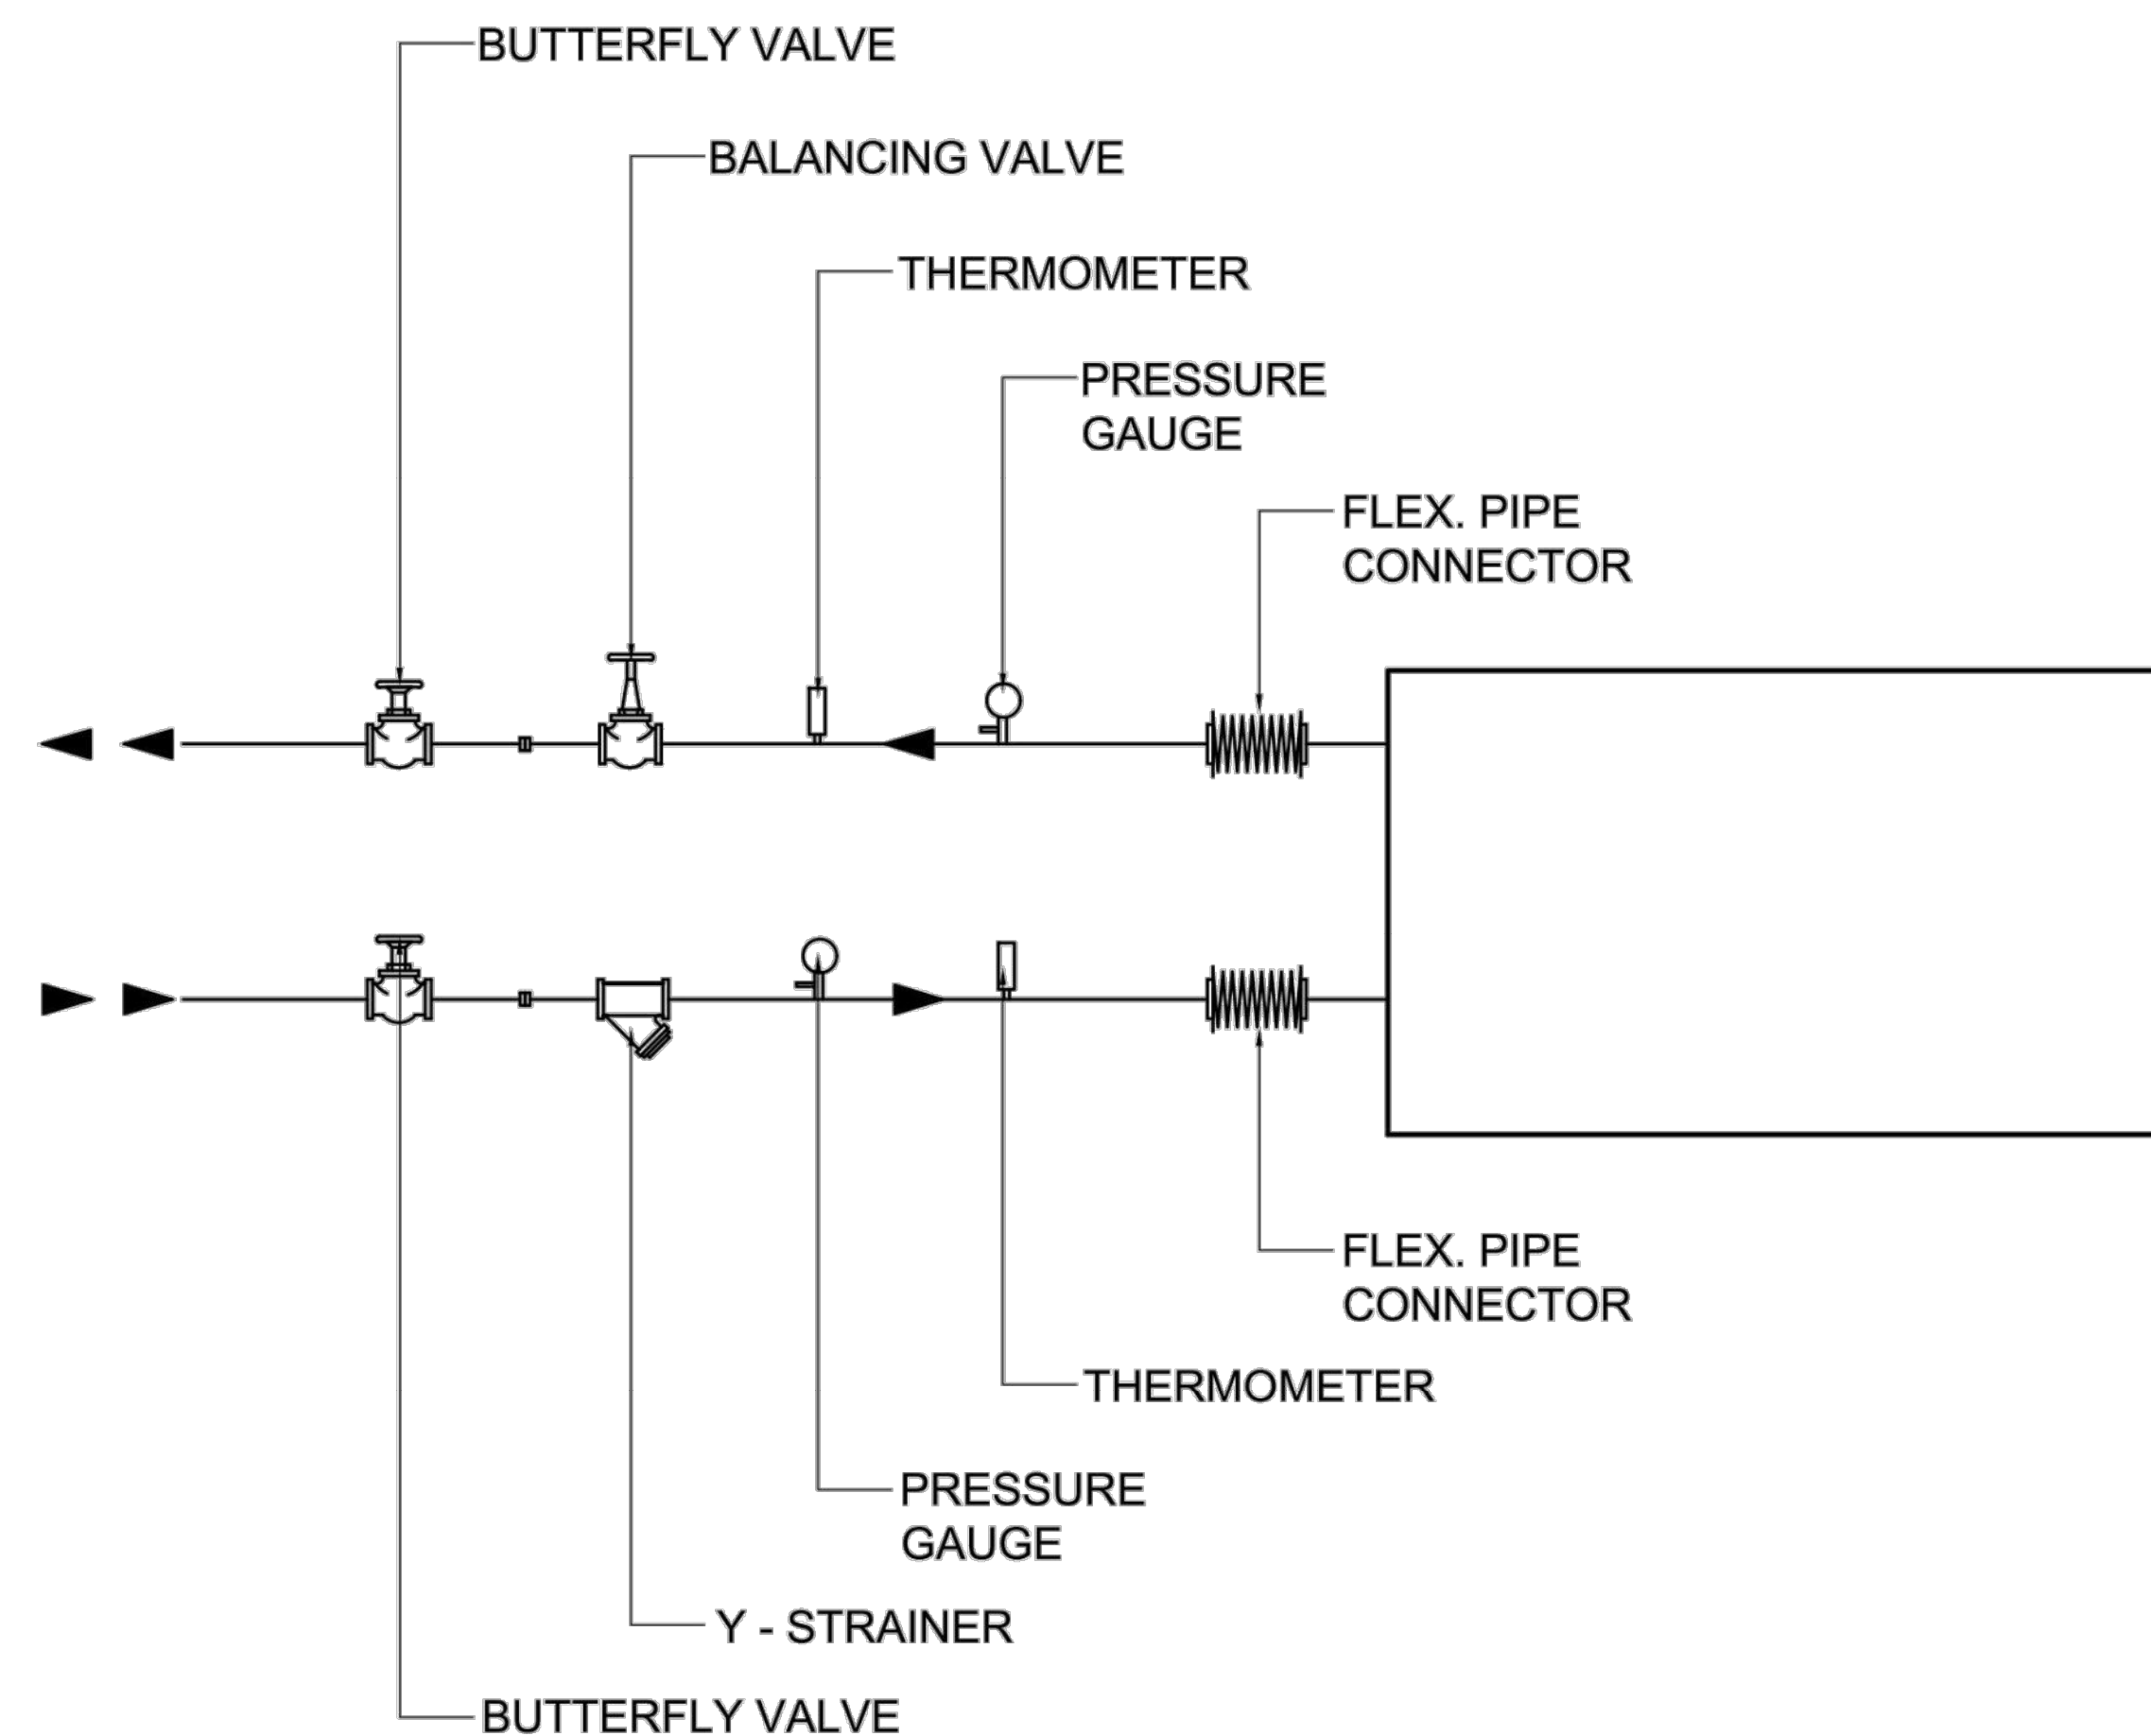 BUTTERFLY VALVE
BALANCING VALVE
THERMOMETER
PRESSURE
GAUGE
FLEX. PIPE
CONNECTOR
FLEX. PIPE
CONNECTOR
THERMOMETER
PRESSURE
GAUGE
Y - STRAINER
BUTTERFLY VALVE